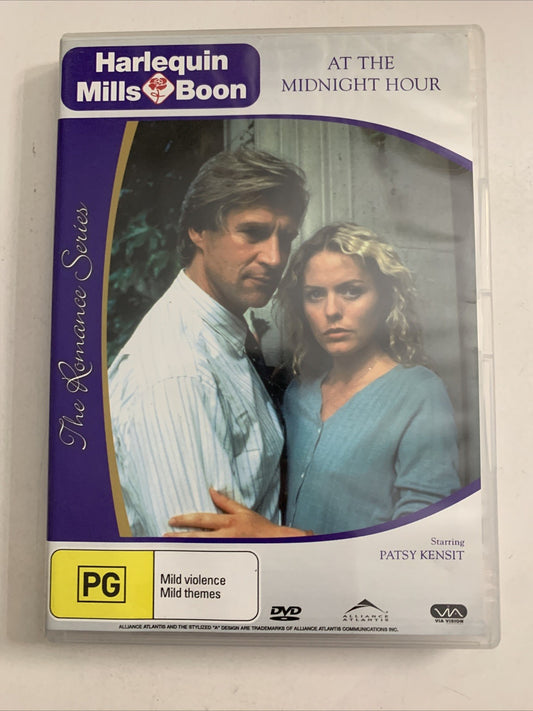 Harlequin
Mills Boon
AT THE
MIDNIGHT HOUR
The Romance Series
Starring
PATSY KENSIT
PG
Mild violence
Mild themes
DVD
ALLIANCE
ATLANTIS
VIA
VIA VISION
ALLIANCE ATLANTIS AND THE STYLIZED "A" DESIGN ARE TRADEMARKS OF ALLIANCE ATLANTIS COMMUNICATIONS INC.